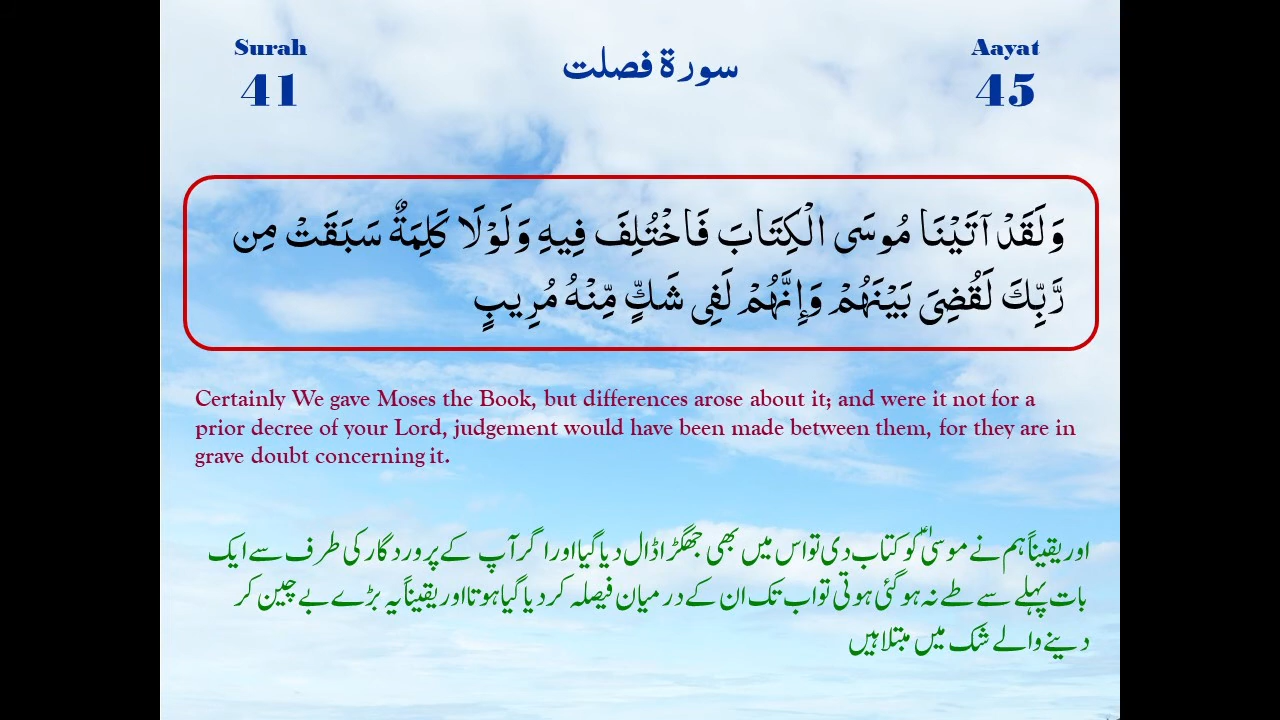 Surah
41
سورة فصلت
Aayat
45
وَلَقَدْ آتَيْنَا مُوسَى الْكِتَابَ فَاخْتُلِفَ فِيهِ وَلَوْلَا كَلِمَةٌ سَبَقَتْ مِن
رَّبِّكَ لَقُضِيَ بَيْنَهُمْ وَإِنَّهُمْ لَفِي شَكٍّ مِّنْهُ مُرِيبٍ
Certainly We gave Moses the Book, but differences arose about it; and were it not for a
prior decree of your Lord, judgement would have been made between them, for they are in
grave doubt concerning it.
اور یقیناً ہم نے موسیٰؑ کو کتاب دی تو اس میں بھی جھگڑا ڈال دیا گیا اور اگر آپ کے پروردگار کی طرف سے ایک
بات پہلے سے طے نہ ہوگئی ہوتی تو اب تک ان کے درمیان فیصلہ کردیا گیا ہوتا اور یقیناً یہ بڑے بے چین کر
دینے والے شک میں مبتلا ہیں